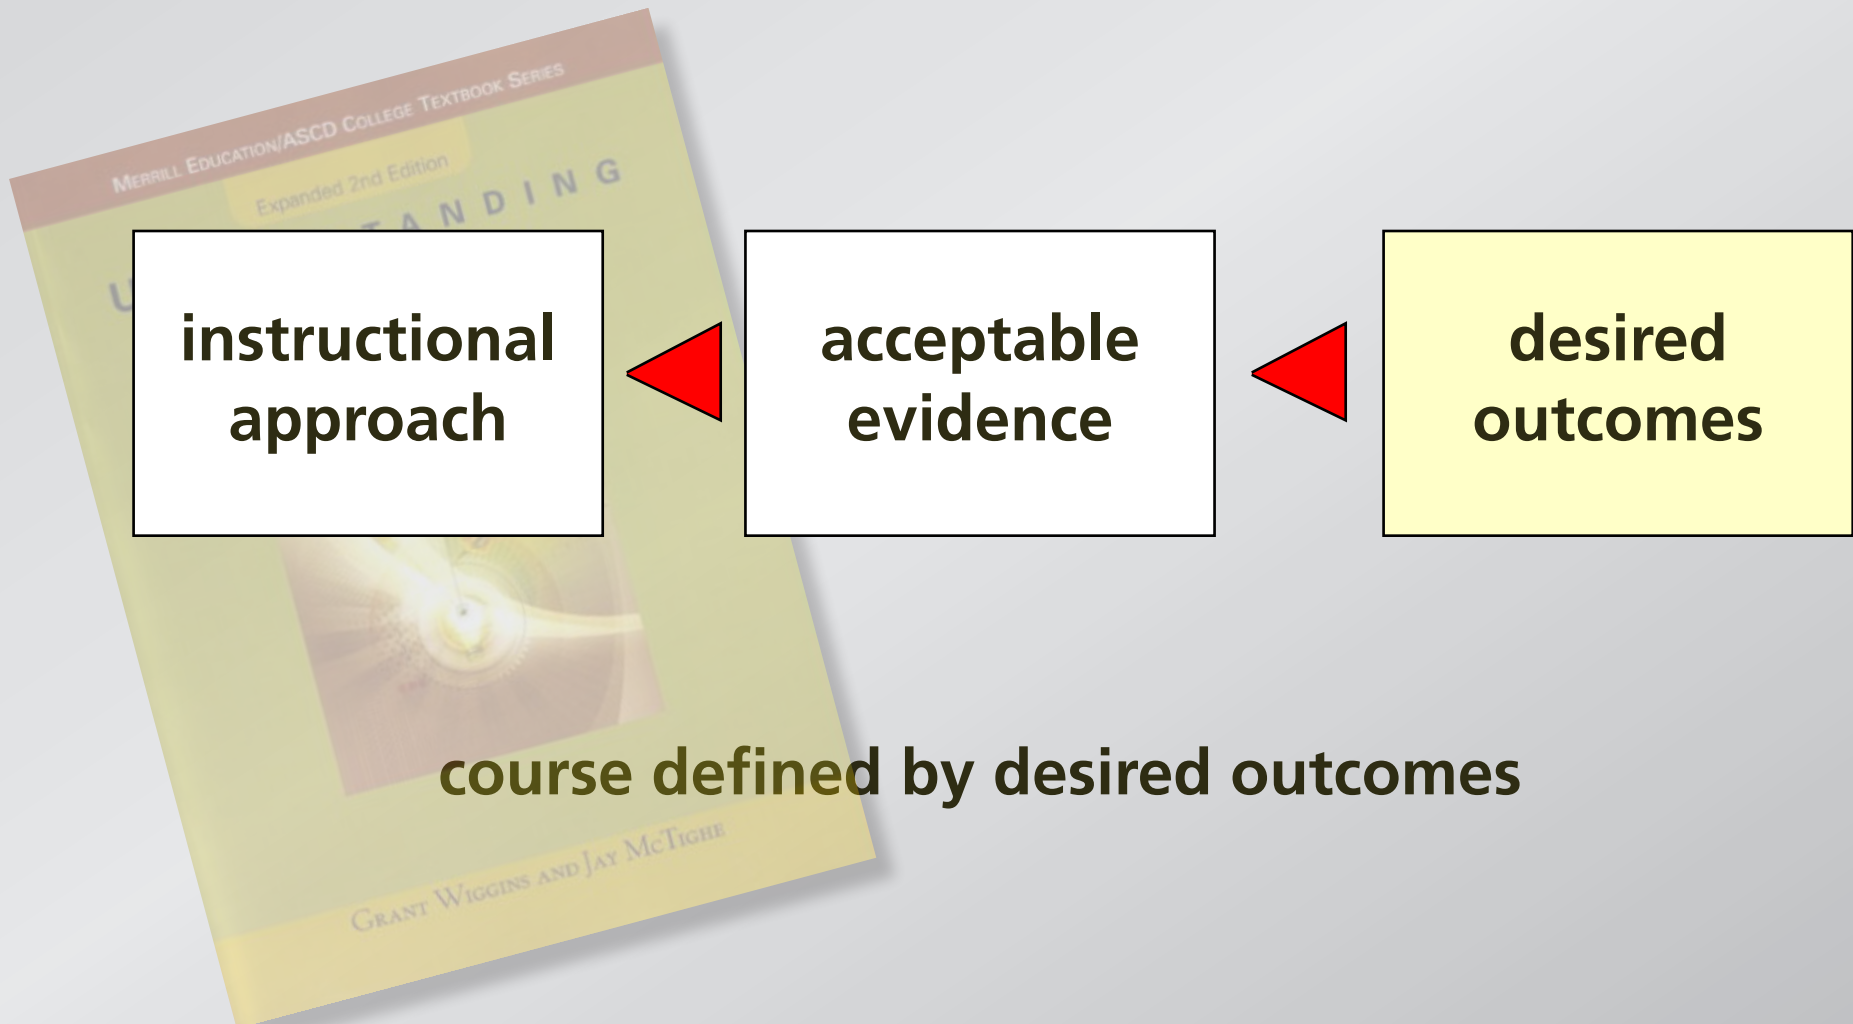 MERRILL EDUCATION/ASCD COLLEGE TEXTBOOK SERIES
Expanded 2nd Edition
U TANDING
instructional
approach
acceptable
evidence
desired
outcomes
course defined by desired outcomes
GRANT WIGGINS AND JAY MCTIGHE